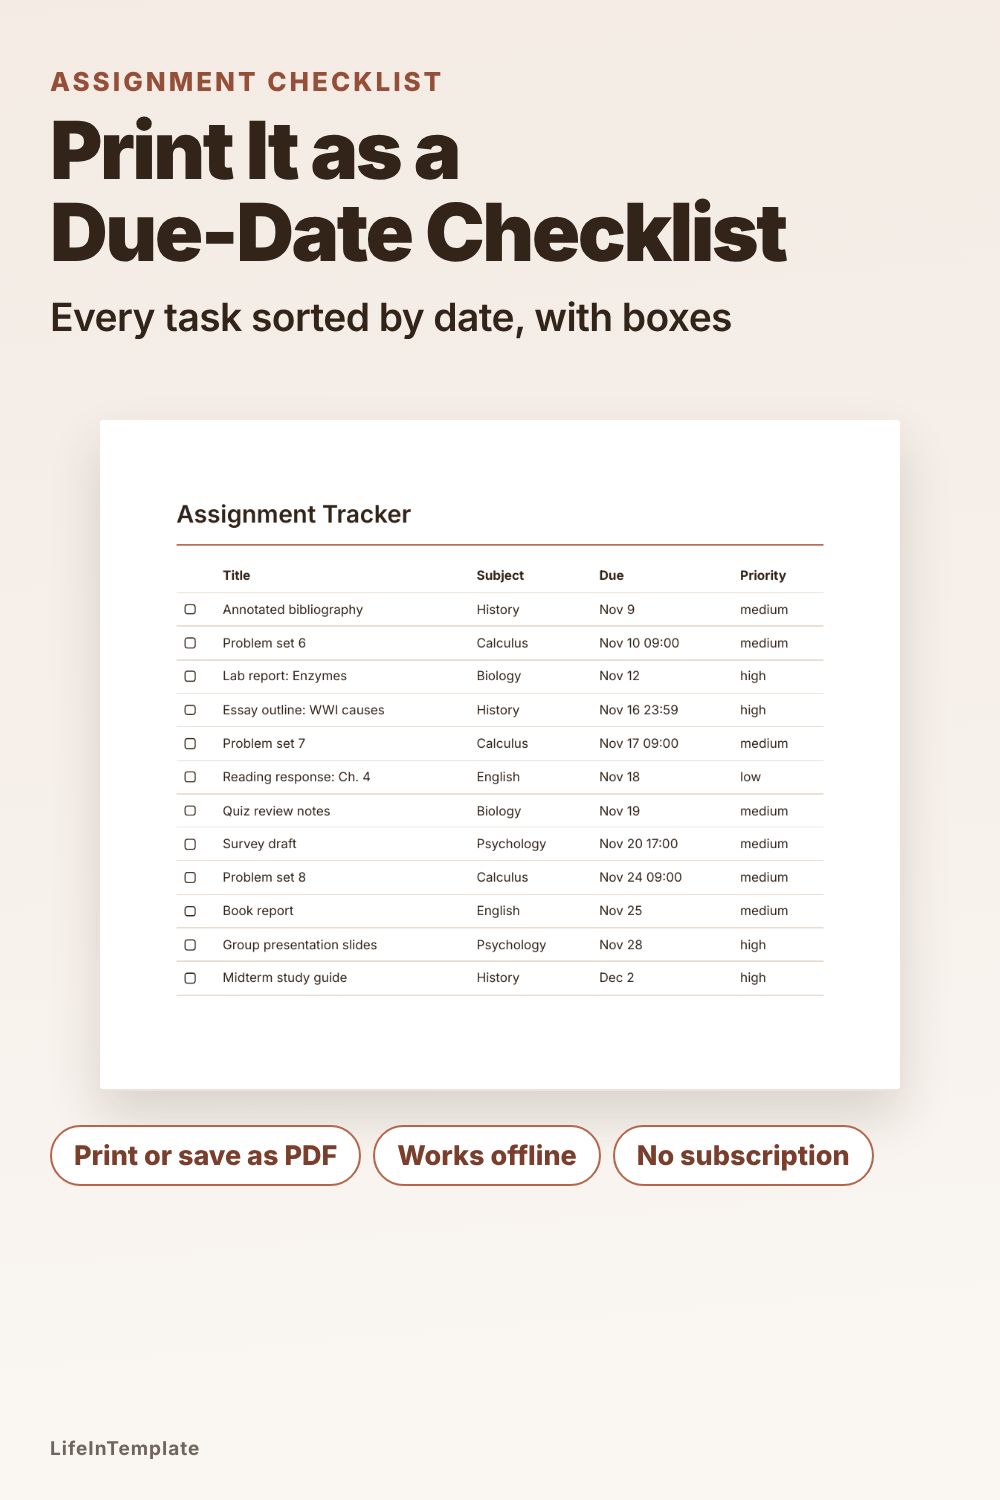 ASSIGNMENT CHECKLIST
Print It as a
Due-Date Checklist
Every task sorted by date, with boxes
Assignment Tracker
Title Subject Due Priority
Annotated bibliography History Nov 9 medium
Problem set 6 Calculus Nov 10 09:00 medium
Lab report: Enzymes Biology Nov 12 high
Essay outline: WWI causes History Nov 16 23:59 high
Problem set 7 Calculus Nov 17 09:00 medium
Reading response: Ch. 4 English Nov 18 low
Quiz review notes Biology Nov 19 medium
Survey draft Psychology Nov 20 17:00 medium
Problem set 8 Calculus Nov 24 09:00 medium
Book report English Nov 25 medium
Group presentation slides Psychology Nov 28 high
Midterm study guide History Dec 2 high
Print or save as PDF Works offline No subscription
LifeInTemplate